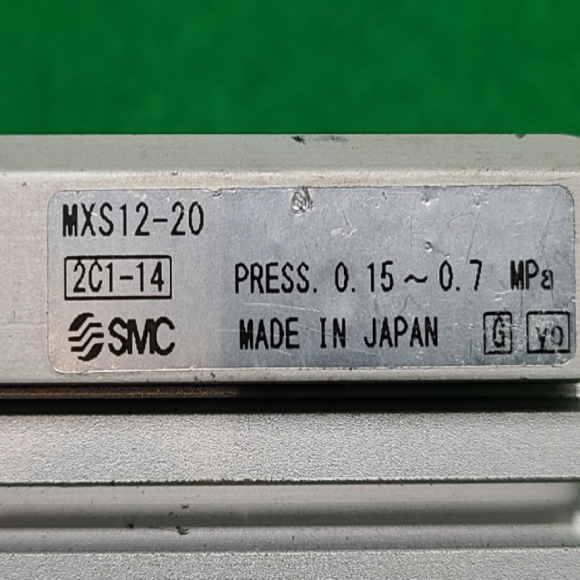 MXS12-20
2C1-14 PRESS. 0.15~0.7 MPa
SMC MADE IN JAPAN G yo